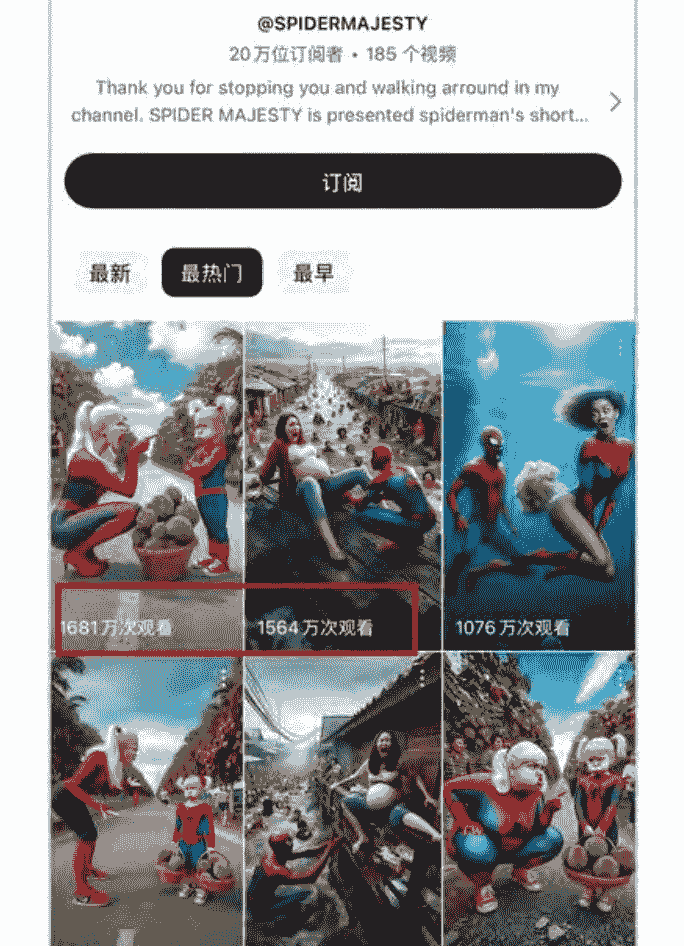 @SPIDERMAJESTY
20万位订阅者 • 185 个视频
Thank you for stopping you and walking arround in my
channel. SPIDER MAJESTY is presented spiderman's short...
订阅
最新 最热门 最早
1681万次观看 1564万次观看 1076万次观看